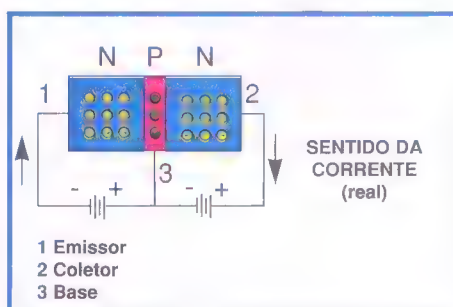 N P N
1
2
3
- +
- +
SENTIDO DA
CORRENTE
(real)
1 Emissor
2 Coletor
3 Base